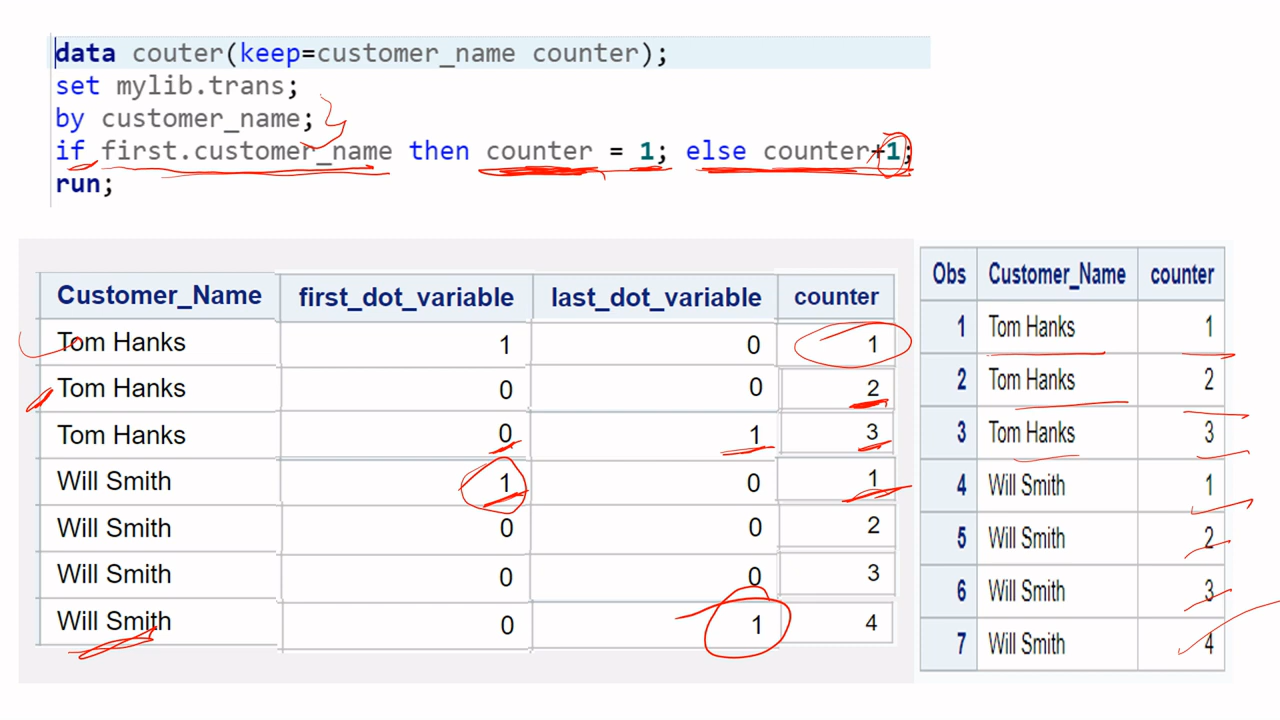 data couter(keep=customer_name counter);
set mylib.trans;
by customer_name;
if first.customer_name then counter = 1; else counter+1;
run;
Customer_Name first_dot_variable last_dot_variable counter
Tom Hanks 1 0 1
Tom Hanks 0 0 2
Tom Hanks 0 1 3
Will Smith 1 0 1
Will Smith 0 0 2
Will Smith 0 0 3
Will Smith 0 1 4
Obs Customer_Name counter
1 Tom Hanks 1
2 Tom Hanks 2
3 Tom Hanks 3
4 Will Smith 1
5 Will Smith 2
6 Will Smith 3
7 Will Smith 4